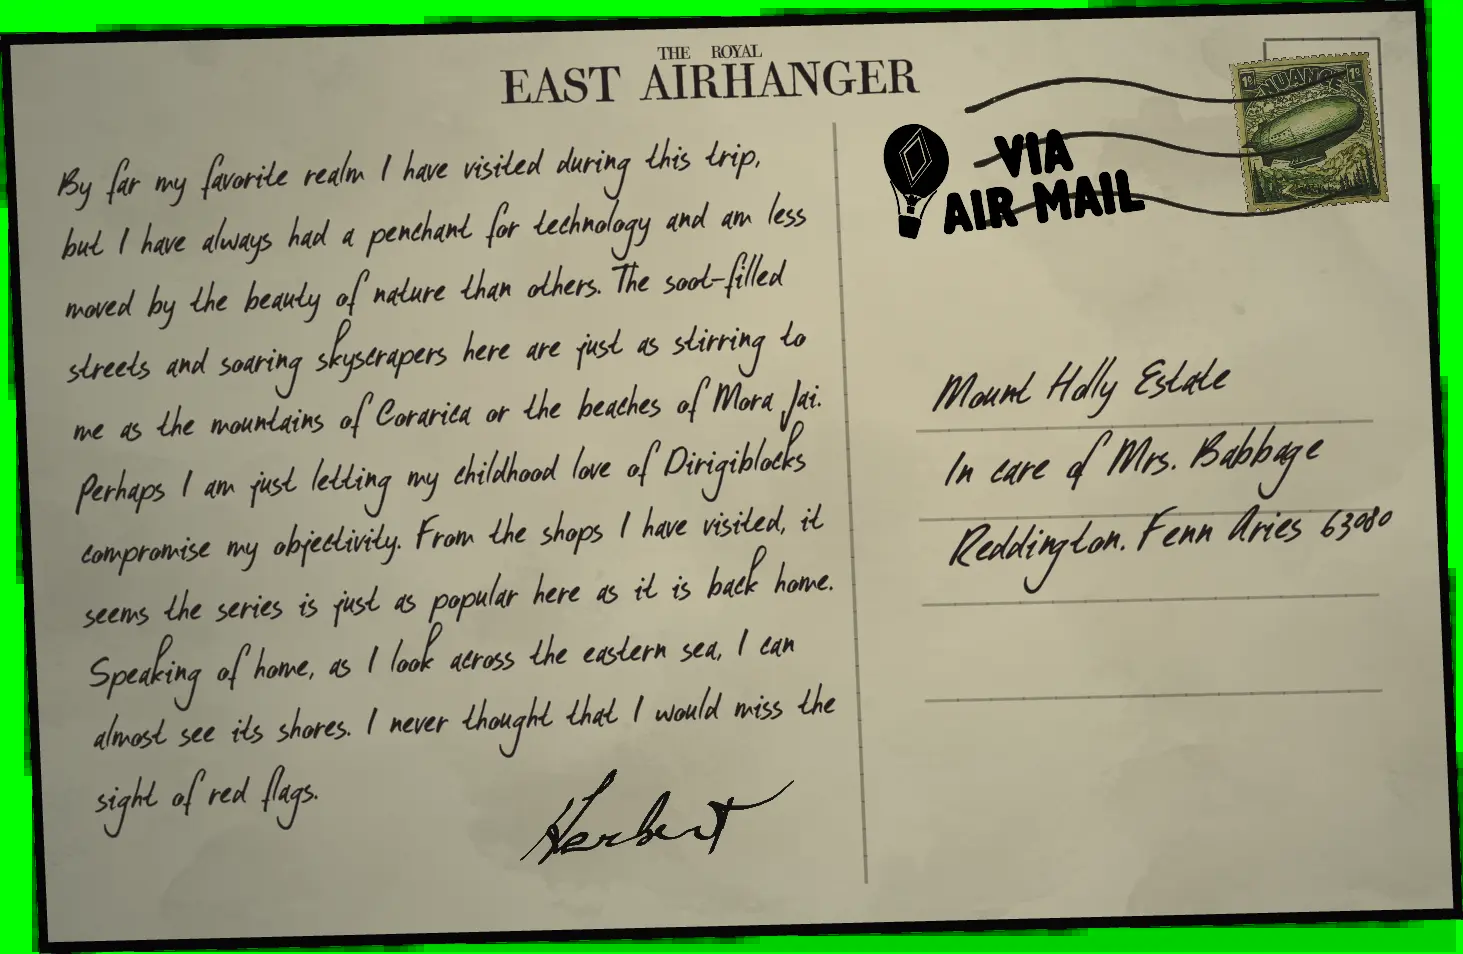 THE ROYAL
EAST AIRHANGER
By far my favorite realm I have visited during this trip,
but I have always had a penchant for technology and am less
moved by the beauty of nature than others. The soot-filled
streets and soaring skyscrapers here are just as stirring to
me as the mountains of Corarica or the beaches of Mora Jai.
Perhaps I am just letting my childhood love of Dirigiblocks
compromise my objectivity. From the shops I have visited, it
seems the series is just as popular here as it is back home.
Speaking of home, as I look across the eastern sea, I can
almost see its shores. I never thought that I would miss the
sight of red flags.
Herbert
VIA
AIR MAIL
1º NUANCE 1º
Mount Holly Estate
In care of Mrs. Babbage
Reddington. Fenn Aries 63080